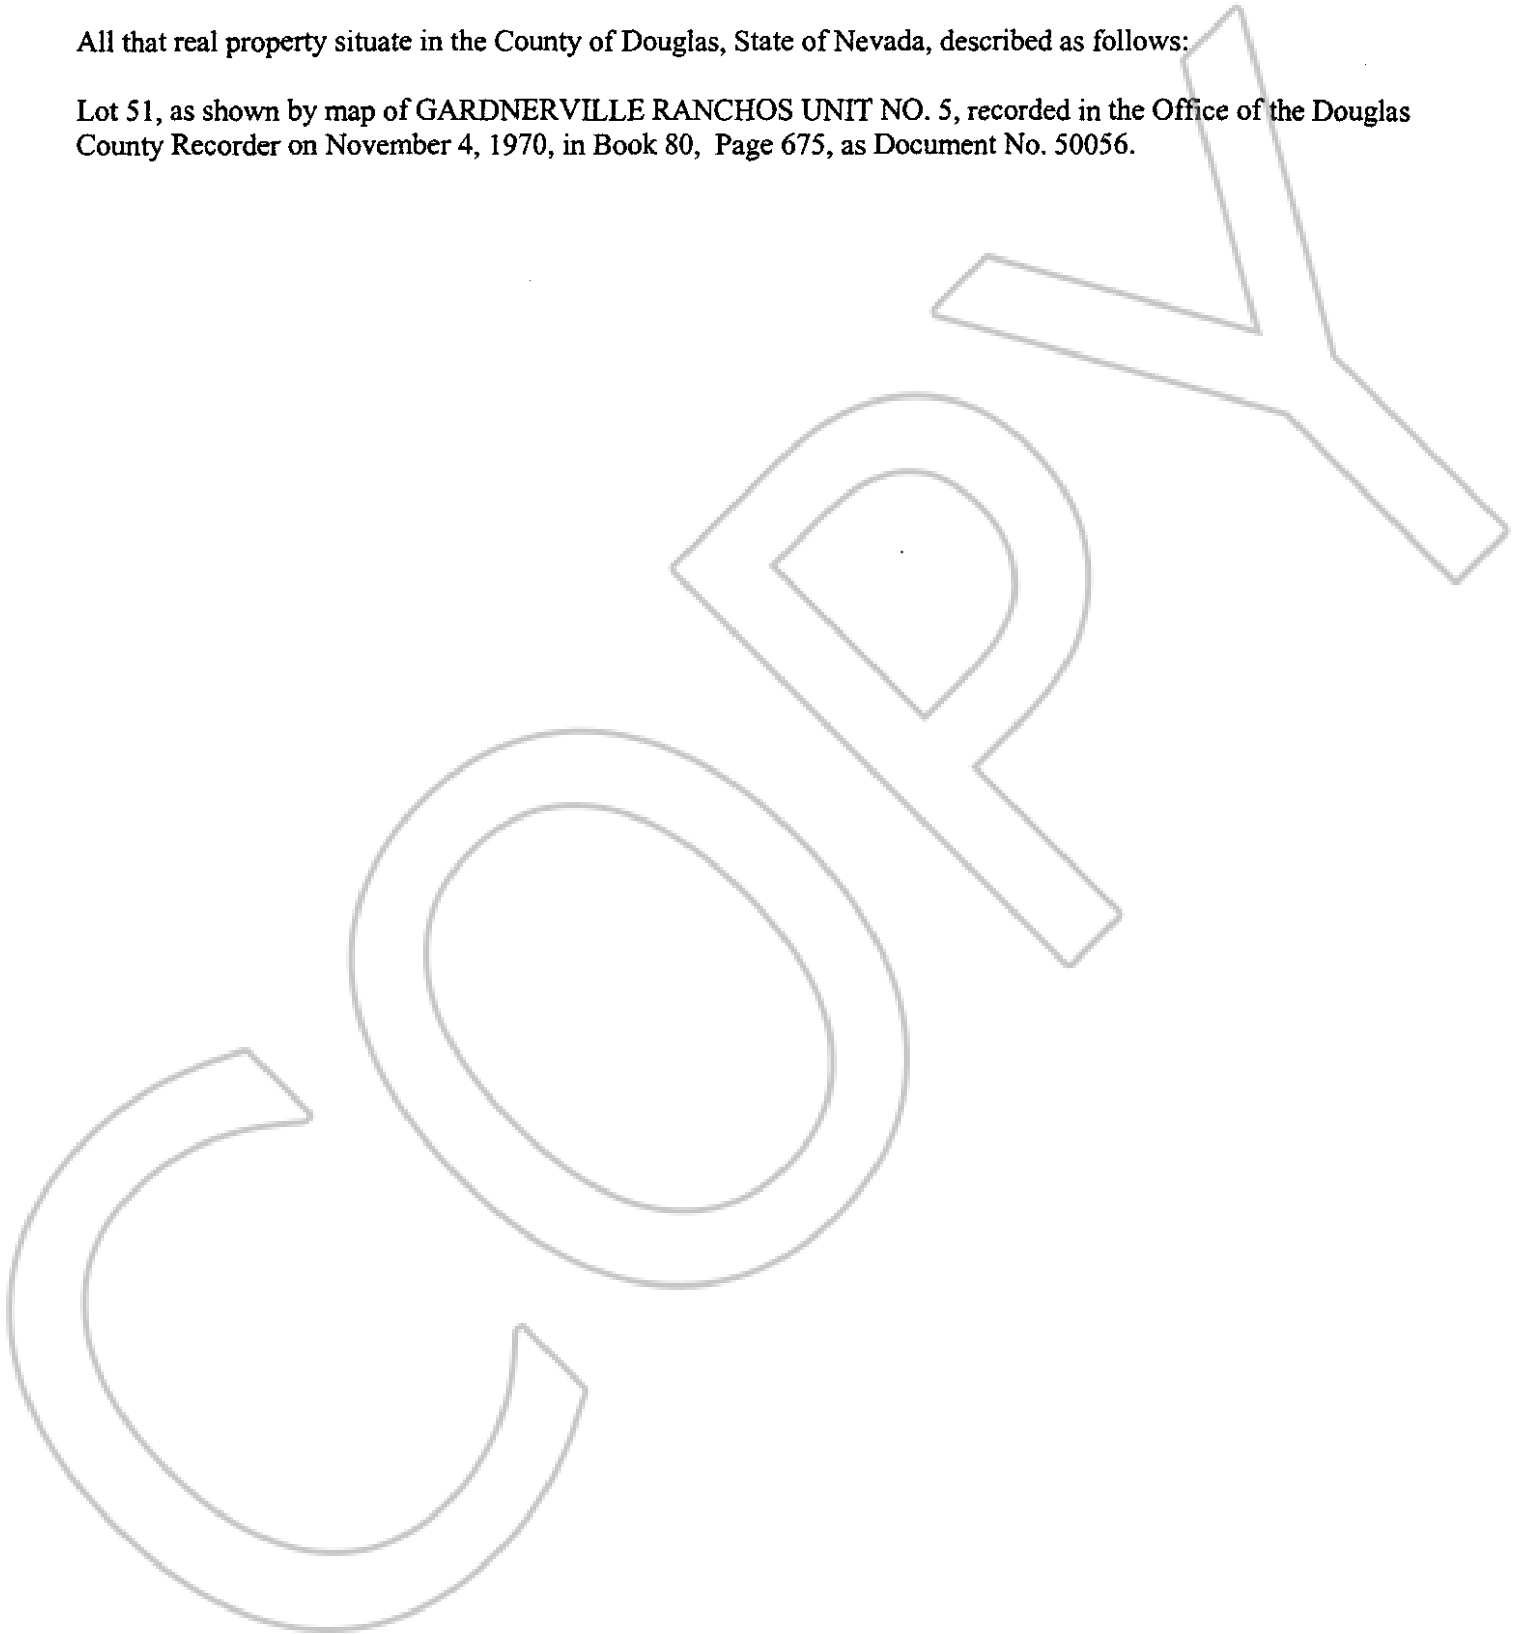 All that real property situate in the County of Douglas, State of Nevada, described as follows:
Lot 51, as shown by map of GARDNERVILLE RANCHOS UNIT NO. 5, recorded in the Office of the Douglas
County Recorder on November 4, 1970, in Book 80, Page 675, as Document No. 50056.
COPY